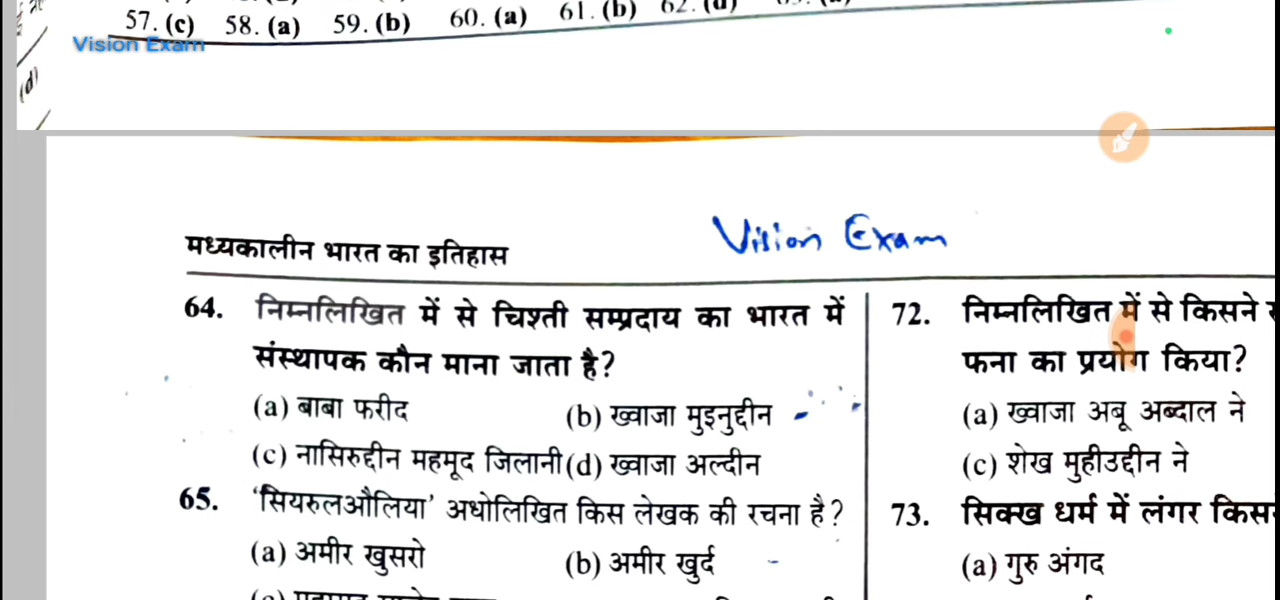 57. (c) 58. (a) 59. (b) 60. (a) 61. (b) 62. (d)
Vision Exam
(d)
Vision Exam
मध्यकालीन भारत का इतिहास
64. निम्नलिखित में से चिश्ती सम्प्रदाय का भारत में
संस्थापक कौन माना जाता है?
(a) बाबा फरीद (b) ख्वाजा मुइनुद्दीन
(c) नासिरुद्दीन महमूद जिलानी (d) ख्वाजा अल्दीन
65. 'सियरुलऔलिया' अधोलिखित किस लेखक की रचना है?
(a) अमीर खुसरो (b) अमीर खुर्द
72. निम्नलिखित में से किसने
फना का प्रयोग किया?
(a) ख्वाजा अबू अब्दाल ने
(c) शेख मुहीउद्दीन ने
73. सिक्ख धर्म में लंगर
(a) गुरु अंगद